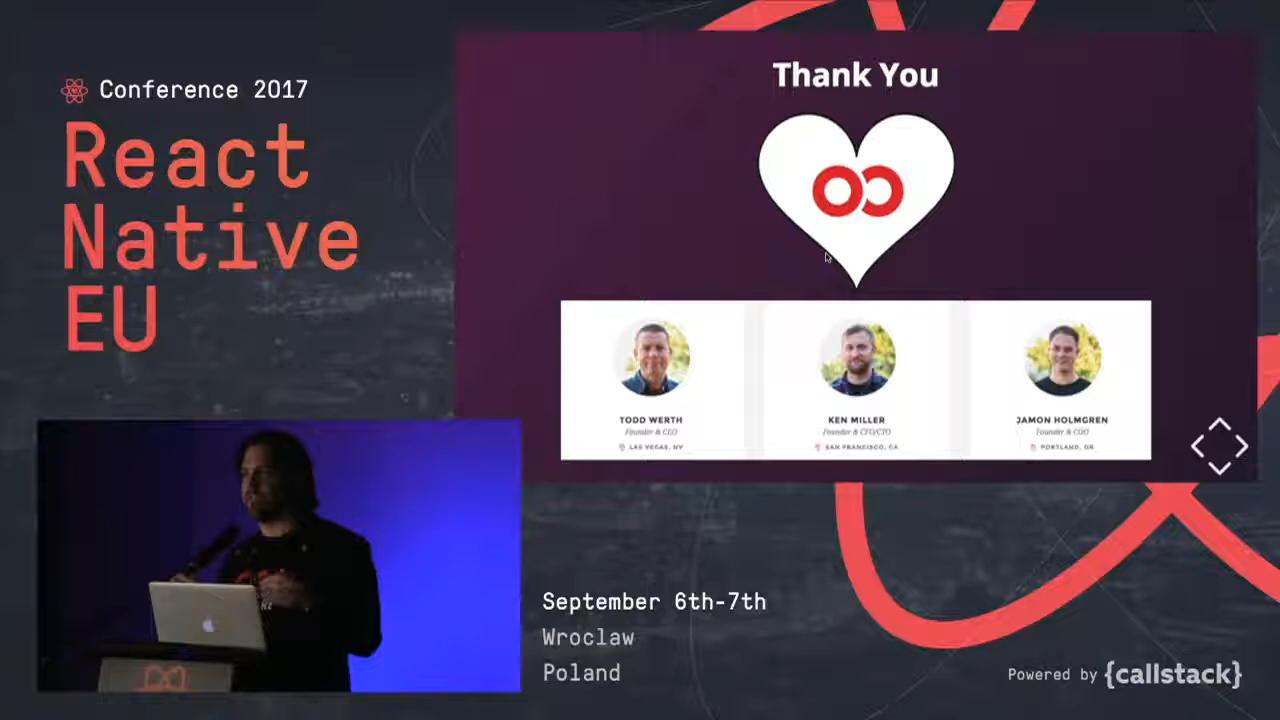 Conference 2017
React
Native
EU
Thank You
TODD WERTH
Founder & CEO
LAS VEGAS, NV
KEN MILLER
Founder & CFO/CTO
SAN FRANCISCO, CA
JAMON HOLMGREN
Founder & COO
PORTLAND, OR
September 6th-7th
Wroclaw
Poland
Powered by {callstack}